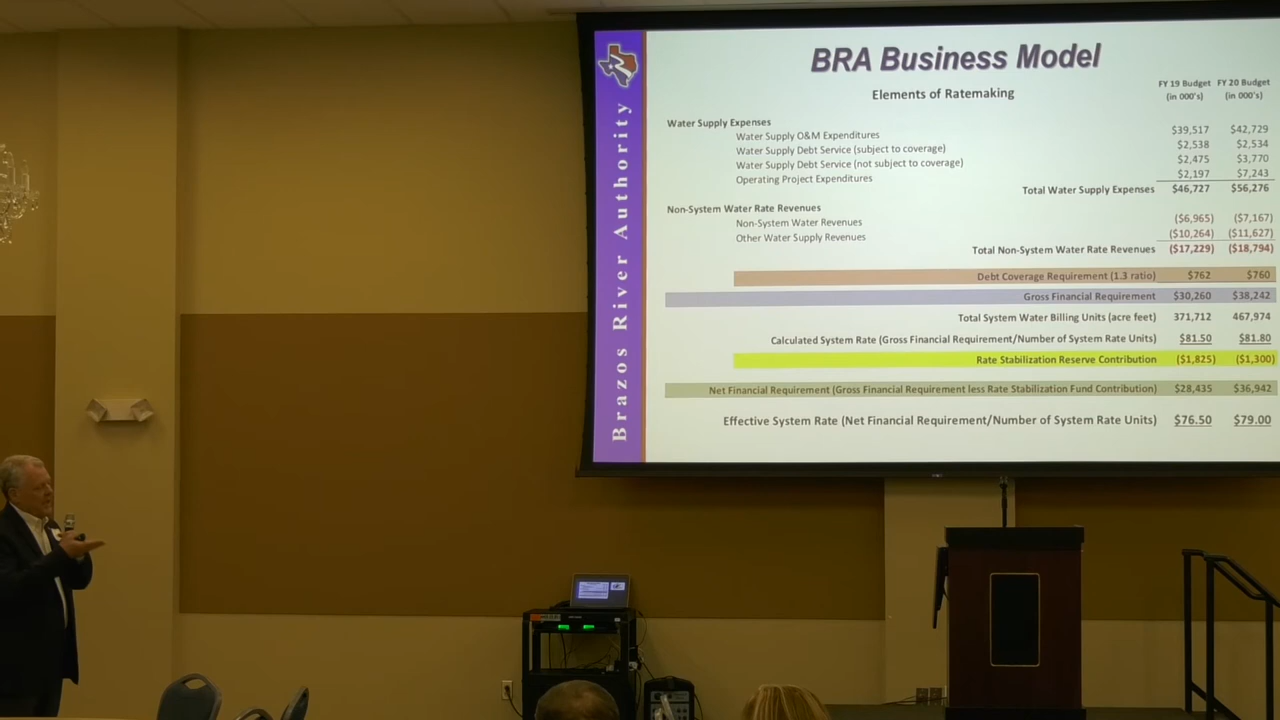 Brazos River Authority
BRA Business Model
Elements of Ratemaking
FY 19 Budget FY 20 Budget
(in 000's) (in 000's)
Water Supply Expenses
Water Supply O&M Expenditures $39,517 $42,729
Water Supply Debt Service (subject to coverage) $2,538 $2,534
Water Supply Debt Service (not subject to coverage) $2,475 $3,770
Operating Project Expenditures $2,197 $7,243
Total Water Supply Expenses $46,727 $56,276
Non-System Water Rate Revenues
Non-System Water Revenues ($6,965) ($7,167)
Other Water Supply Revenues ($10,264) ($11,627)
Total Non-System Water Rate Revenues ($17,229) ($18,794)
Debt Coverage Requirement (1.3 ratio) $762 $760
Gross Financial Requirement $30,260 $38,242
Total System Water Billing Units (acre feet) 371,712 467,974
Calculated System Rate (Gross Financial Requirement/Number of System Rate Units) $81.50 $81.80
Rate Stabilization Reserve Contribution ($1,825) ($1,300)
Net Financial Requirement (Gross Financial Requirement less Rate Stabilization Fund Contribution) $28,435 $36,942
Effective System Rate (Net Financial Requirement/Number of System Rate Units) $76.50 $79.00